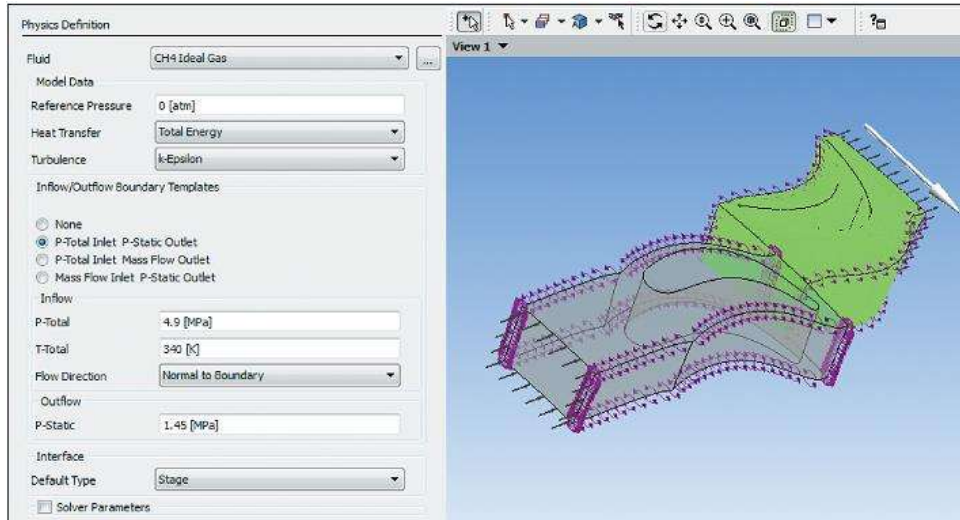 Physics Definition
Fluid CH4 Ideal Gas ...
Model Data
Reference Pressure 0 [atm]
Heat Transfer Total Energy
Turbulence k-Epsilon
Inflow/Outflow Boundary Templates
None
P-Total Inlet P-Static Outlet
P-Total Inlet Mass Flow Outlet
Mass Flow Inlet P-Static Outlet
Inflow
P-Total 4.9 [MPa]
T-Total 340 [K]
Flow Direction Normal to Boundary
Outflow
P-Static 1.45 [MPa]
Interface
Default Type Stage
Solver Parameters
View 1